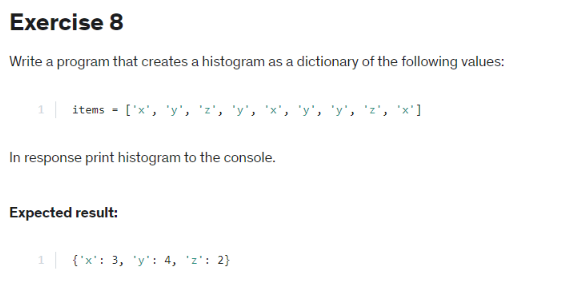 Exercise 8
Write a program that creates a histogram as a dictionary of the following values:
1 items = ['x', 'y', 'z', 'y', 'x', 'y', 'y', 'z', 'x']
In response print histogram to the console.
Expected result:
1 {'x': 3, 'y': 4, 'z': 2}